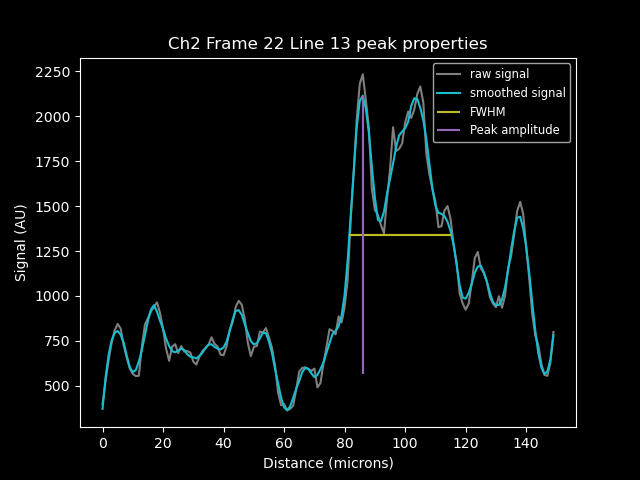 Ch2 Frame 22 Line 13 peak properties
raw signal
smoothed signal
FWHM
Peak amplitude
Signal (AU)
2250
2000
1750
1500
1250
1000
750
500
0 20 40 60 80 100 120 140
Distance (microns)